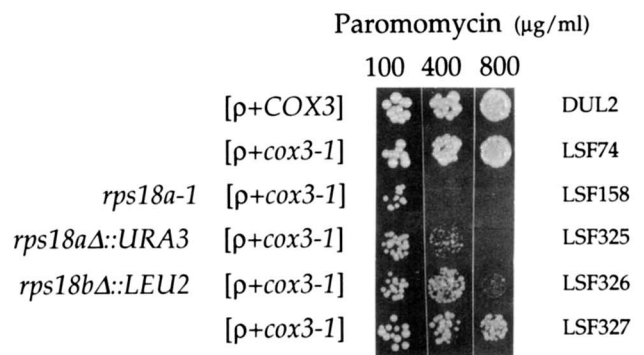 Paromomycin (μg/ml)
100 400 800
[ρ+COX3] DUL2
[ρ+cox3-1] LSF74
rps18a-1 [ρ+cox3-1] LSF158
rps18aΔ::URA3 [ρ+cox3-1] LSF325
rps18bΔ::LEU2 [ρ+cox3-1] LSF326
[ρ+cox3-1] LSF327